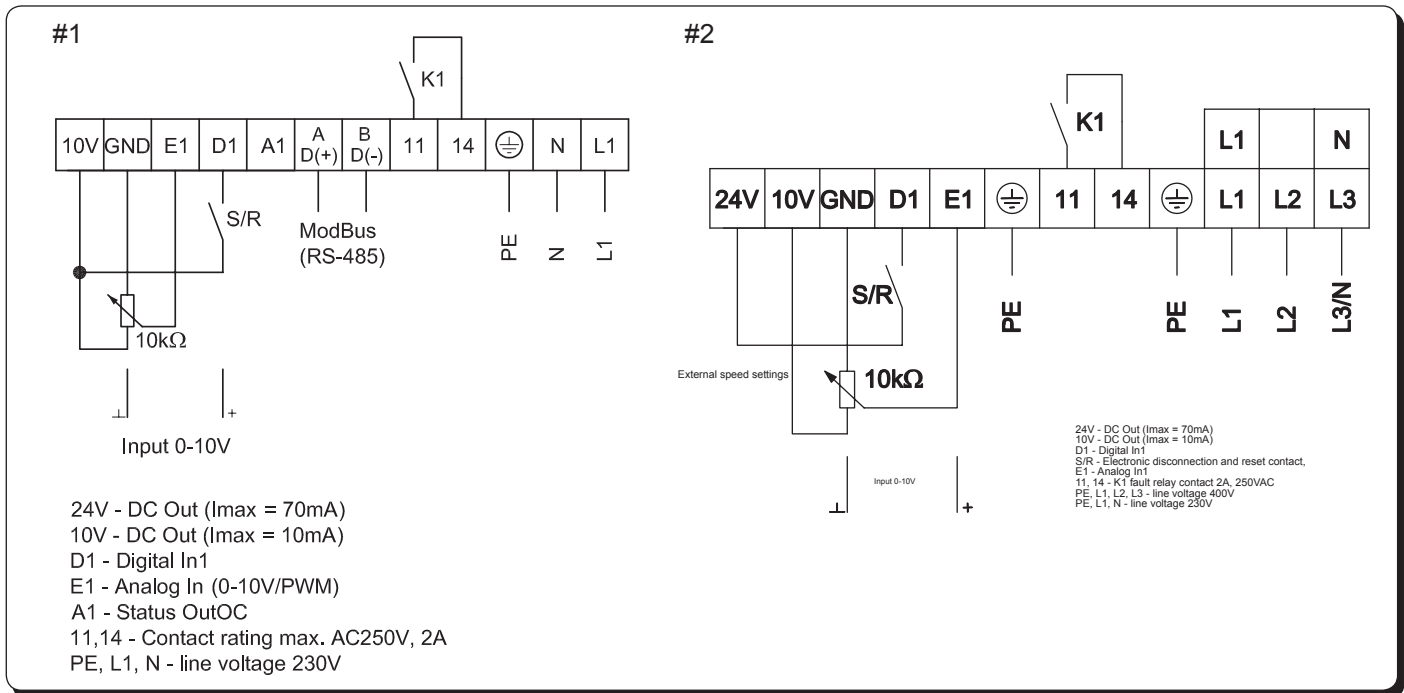 #1
K1
10V GND E1 D1 A1 A D(+) B D(-) 11 14 N L1
S/R
ModBus
(RS-485)
PE N L1
10kΩ
+
Input 0-10V
24V - DC Out (Imax = 70mA)
10V - DC Out (Imax = 10mA)
D1 - Digital In1
E1 - Analog In (0-10V/PWM)
A1 - Status OutOC
11,14 - Contact rating max. AC250V, 2A
PE, L1, N - line voltage 230V
#2
K1
L1 N
24V 10V GND D1 E1 11 14 L1 L2 L3
S/R
PE PE L1 L2 L3/N
External speed settings
10kΩ
Input 0-10V
+
24V - DC Out (Imax = 70mA)
10V - DC Out (Imax = 10mA)
D1 - Digital In1
S/R - Electronic disconnection and reset contact,
E1 - Analog In1
11, 14 - K1 fault relay contact 2A, 250VAC
PE, L1, L2, L3 - line voltage 400V
PE, L1, N - line voltage 230V